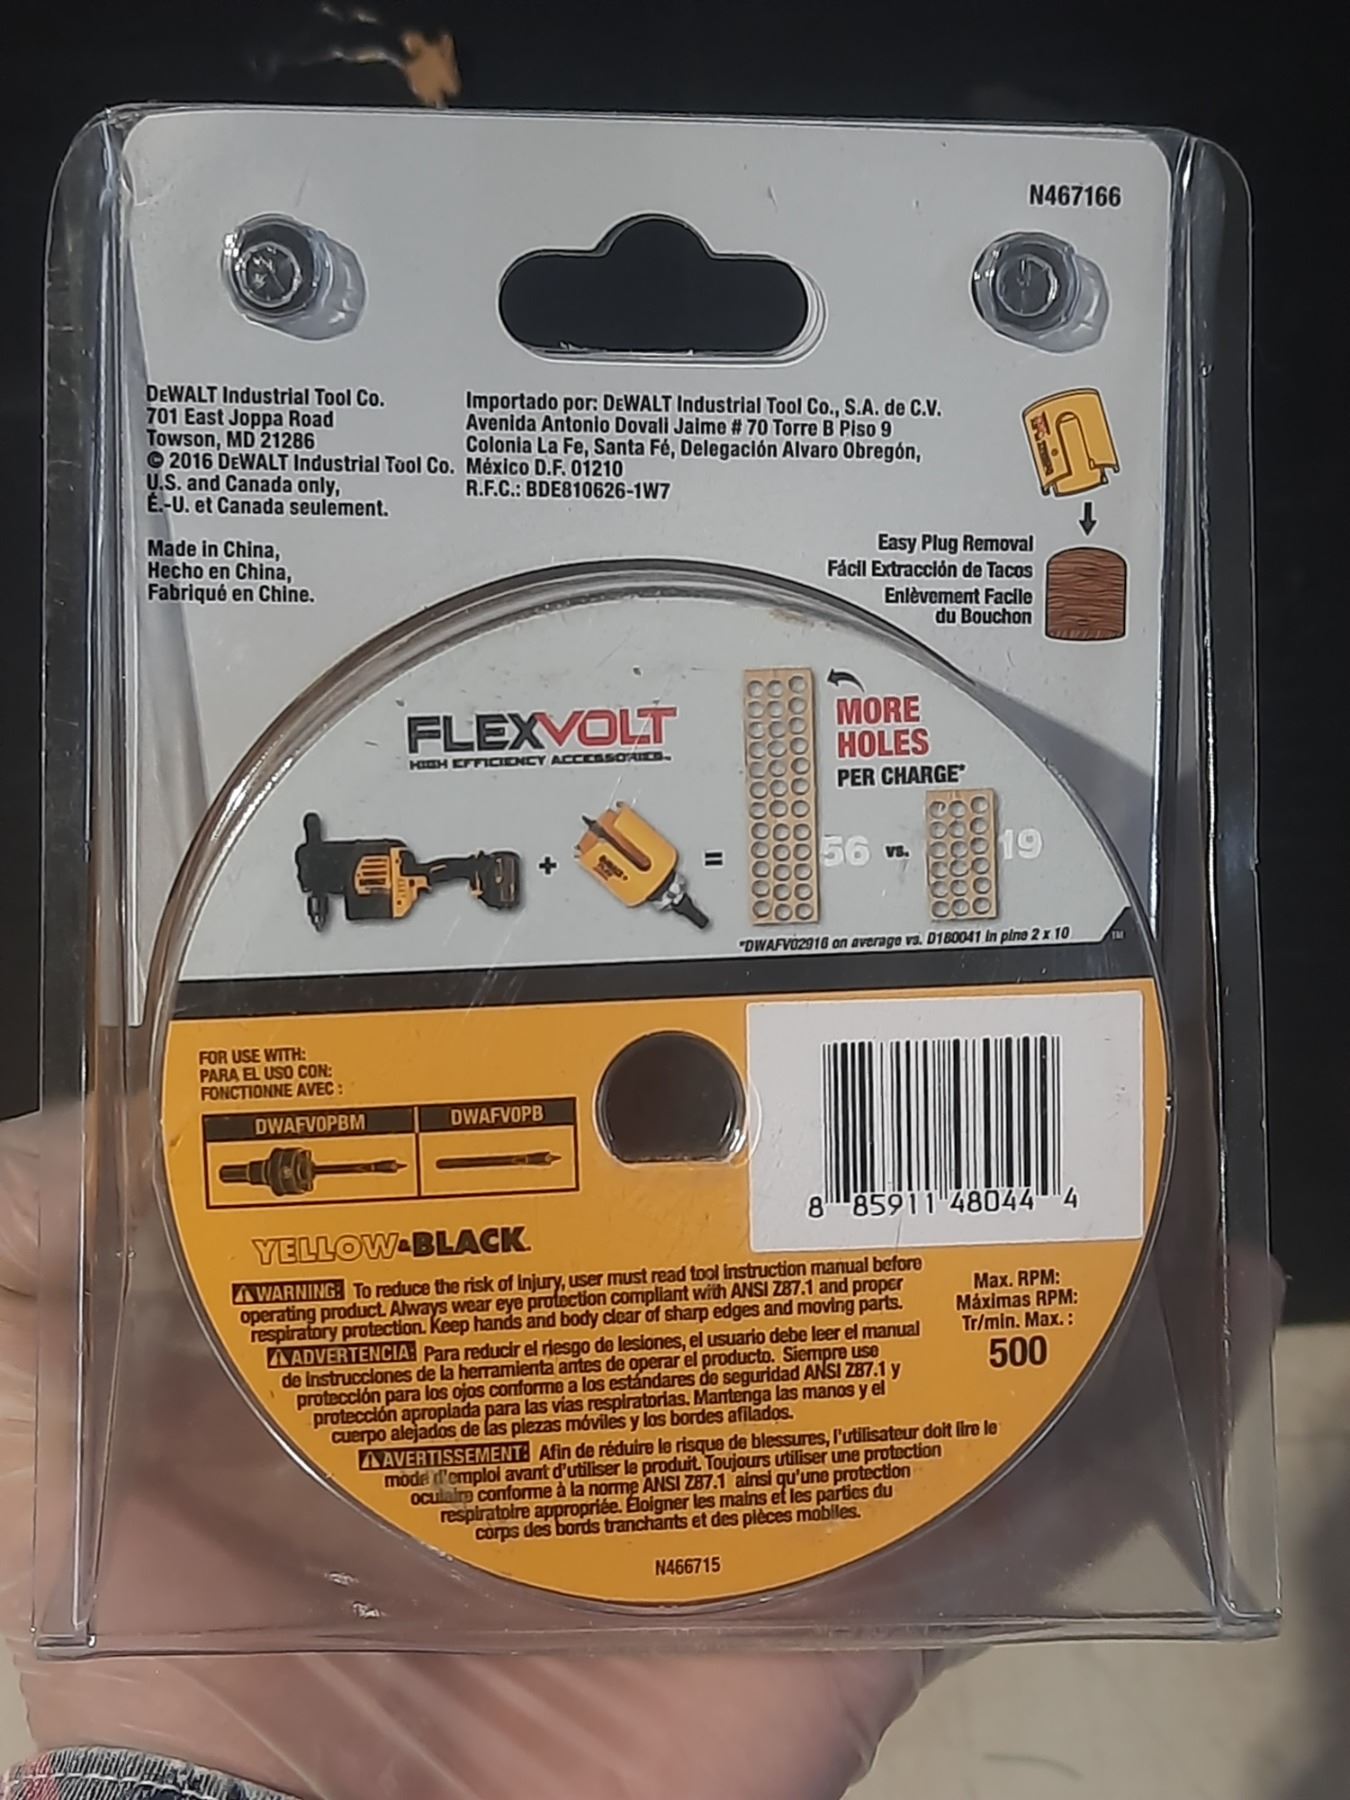 N467166
DEWALT Industrial Tool Co.
701 East Joppa Road
Towson, MD 21286
© 2016 DEWALT Industrial Tool Co.
U.S. and Canada only,
É.-U. et Canada seulement.
Made in China,
Hecho en China,
Fabriqué en Chine.
Importado por: DEWALT Industrial Tool Co., S.A. de C.V.
Avenida Antonio Dovali Jaime # 70 Torre B Piso 9
Colonia La Fe, Santa Fé, Delegación Alvaro Obregón,
México D.F. 01210
R.F.C.: BDE810626-1W7
Easy Plug Removal
Fácil Extracción de Tacos
Enlèvement Facile
du Bouchon
FLEXVOLT
HIGH EFFICIENCY ACCESSORIES™
MORE
HOLES
PER CHARGE*
+
=
56 vs. 19
*DWAFV02916 on average vs. D180041 in pine 2 x 10
TM
FOR USE WITH:
PARA EL USO CON:
FONCTIONNE AVEC :
DWAFV0PBM
DWAFV0PB
8 85911 48044 4
YELLOW&BLACK
WARNING: To reduce the risk of injury, user must read tool instruction manual before
operating product. Always wear eye protection compliant with ANSI Z87.1 and proper
respiratory protection. Keep hands and body clear of sharp edges and moving parts.
ADVERTENCIA: Para reducir el riesgo de lesiones, el usuario debe leer el manual
de instrucciones de la herramienta antes de operar el producto. Siempre use
protección para los ojos conforme a los estándares de seguridad ANSI Z87.1 y
protección apropiada para las vías respiratorias. Mantenga las manos y el
cuerpo alejados de las piezas móviles y los bordes afilados.
AVERTISSEMENT: Afin de réduire le risque de blessures, l'utilisateur doit lire le
mode d'emploi avant d'utiliser le produit. Toujours utiliser une protection
oculaire conforme à la norme ANSI Z87.1 ainsi qu'une protection
respiratoire appropriée. Éloigner les mains et les parties du
corps des bords tranchants et des pièces mobiles.
Max. RPM:
Máximas RPM:
Tr/min. Max. :
500
N466715